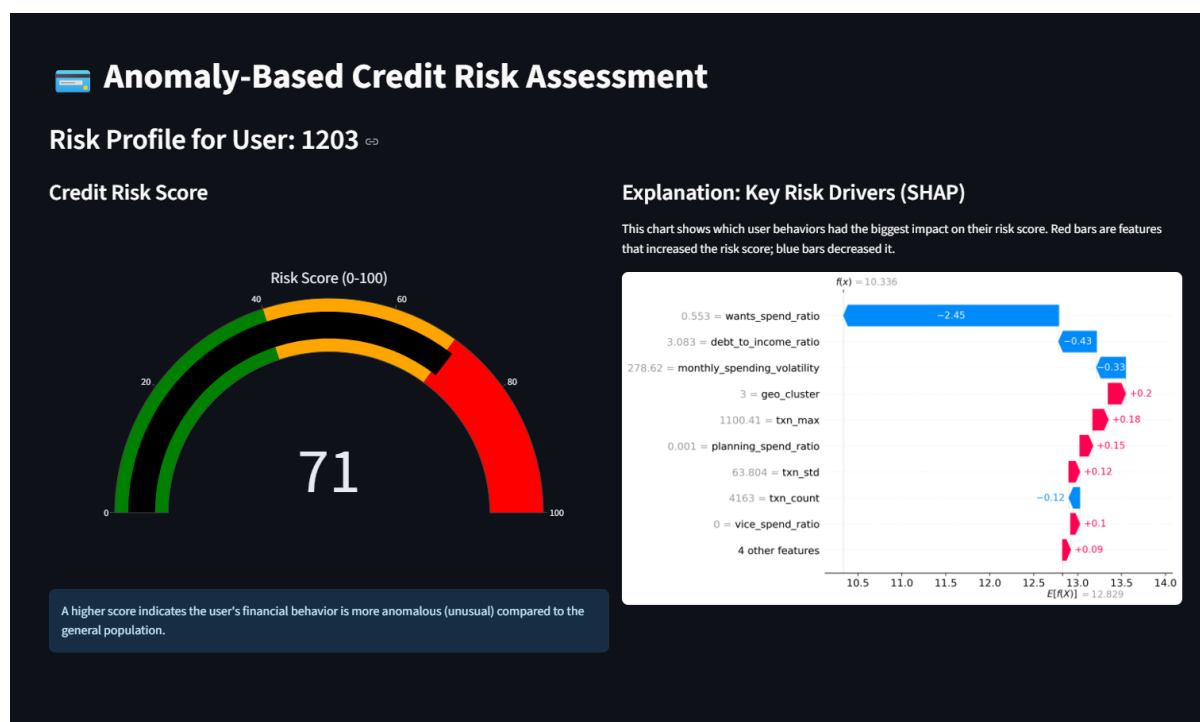 Anomaly-Based Credit Risk Assessment
Risk Profile for User: 1203
Credit Risk Score
Risk Score (0-100)
0
20
40
60
80
100
71
A higher score indicates the user's financial behavior is more anomalous (unusual) compared to the
general population.
Explanation: Key Risk Drivers (SHAP)
This chart shows which user behaviors had the biggest impact on their risk score. Red bars are features
that increased the risk score; blue bars decreased it.
f(x) = 10.336
0.553 = wants_spend_ratio −2.45
3.083 = debt_to_income_ratio −0.43
278.62 = monthly_spending_volatility −0.33
3 = geo_cluster +0.2
1100.41 = txn_max +0.18
0.001 = planning_spend_ratio +0.15
63.804 = txn_std +0.12
4163 = txn_count −0.12
0 = vice_spend_ratio +0.1
4 other features +0.09
10.5 11.0 11.5 12.0 12.5 13.0 13.5 14.0
E[f(X)] = 12.829